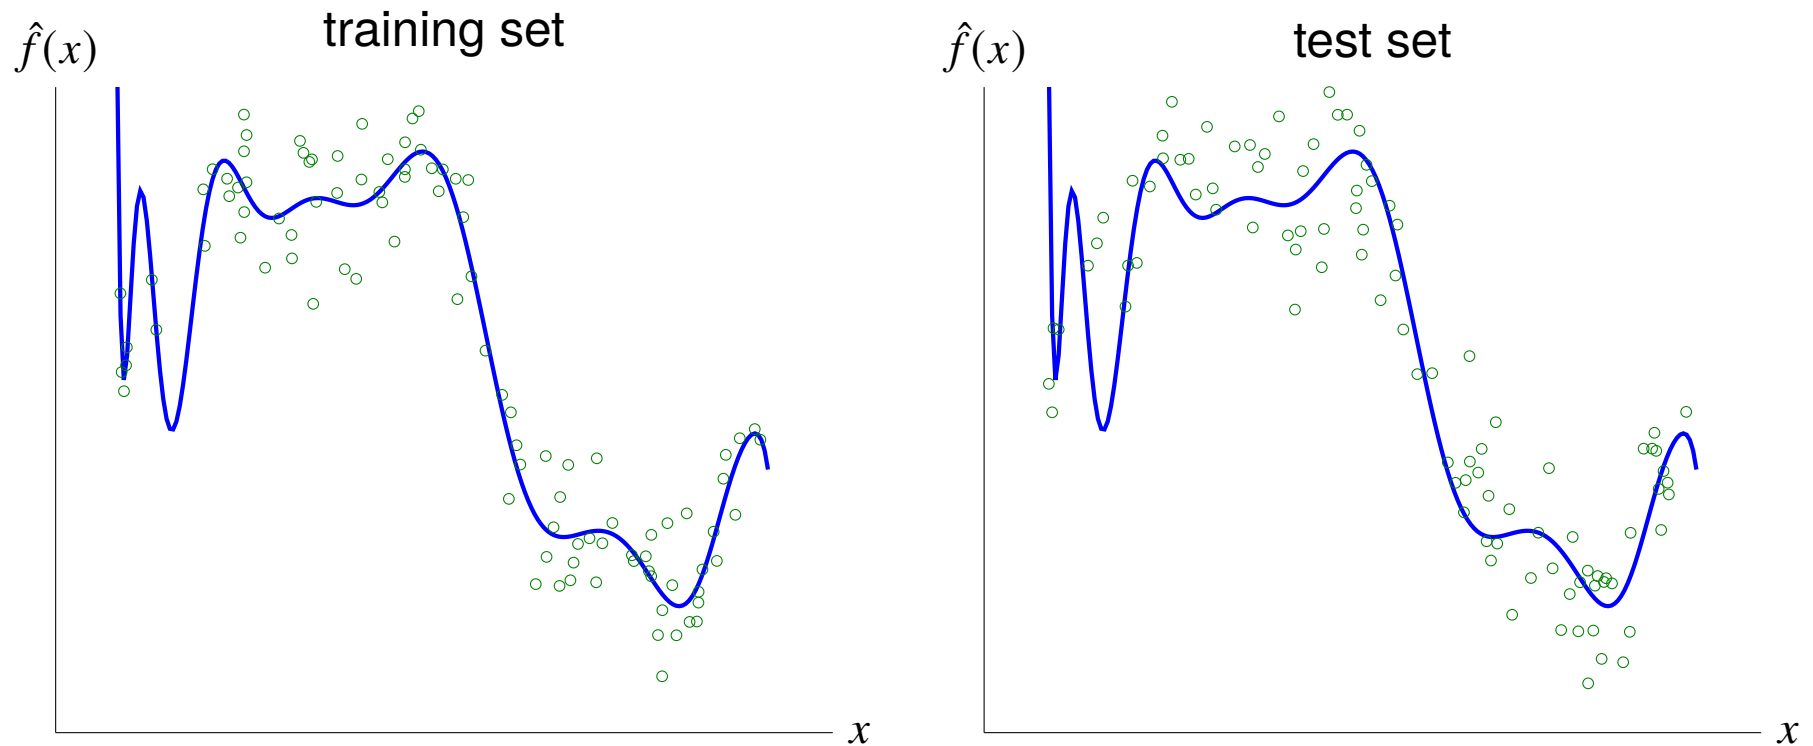 training set
f̂(x)
x
test set
f̂(x)
x